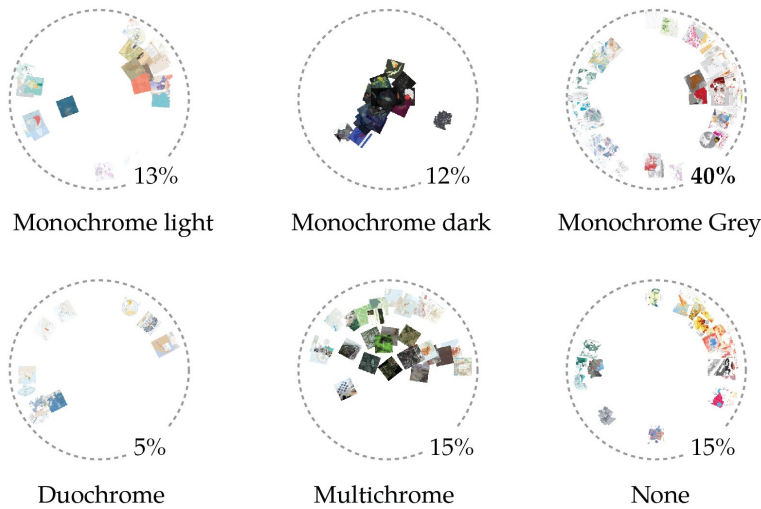 13%
12%
40%
Monochrome light
Monochrome dark
Monochrome Grey
5%
15%
15%
Duochrome
Multichrome
None